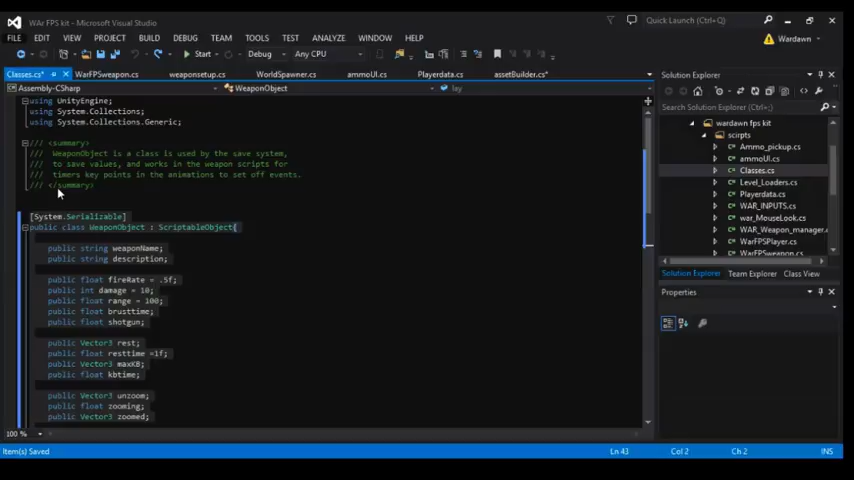 WAr FPS kit - Microsoft Visual Studio
Quick Launch (Ctrl+Q)
FILE EDIT VIEW PROJECT BUILD DEBUG TEAM TOOLS TEST ANALYZE WINDOW HELP
Wardawn
Start Debug Any CPU
Classes.cs* WarFPSweapon.cs weaponsetup.cs WorldSpawner.cs ammoUI.cs Playerdata.cs assetBuilder.cs*
Assembly-CSharp WeaponObject lay
using UnityEngine;
using System.Collections;
using System.Collections.Generic;
/// <summary>
/// WeaponObject is a class is used by the save system,
/// to save values, and works in the weapon scripts for
/// timers key points in the animations to set off events.
/// </summary>
[System.Serializable]
public class WeaponObject : ScriptableObject{
public string weaponName;
public string description;
public float fireRate = .5f;
public int damage = 10;
public float range = 100;
public float brusttime;
public float shotgun;
public Vector3 rest;
public float resttime =1f;
public Vector3 maxKB;
public float kbtime;
public Vector3 unzoom;
public float zooming;
public Vector3 zoomed;
100 %
Solution Explorer
Search Solution Explorer (Ctrl+;)
wardawn fps kit
scirpts
Ammo_pickup.cs
ammoUI.cs
Classes.cs
Level_Loaders.cs
Playerdata.cs
WAR_INPUTS.cs
war_MouseLook.cs
WAR_Weapon_manager.cs
WarFPSPlayer.cs
WarFPSweapon.cs
Solution Explorer Team Explorer Class View
Properties
Item(s) Saved Ln 43 Col 2 Ch 2 INS